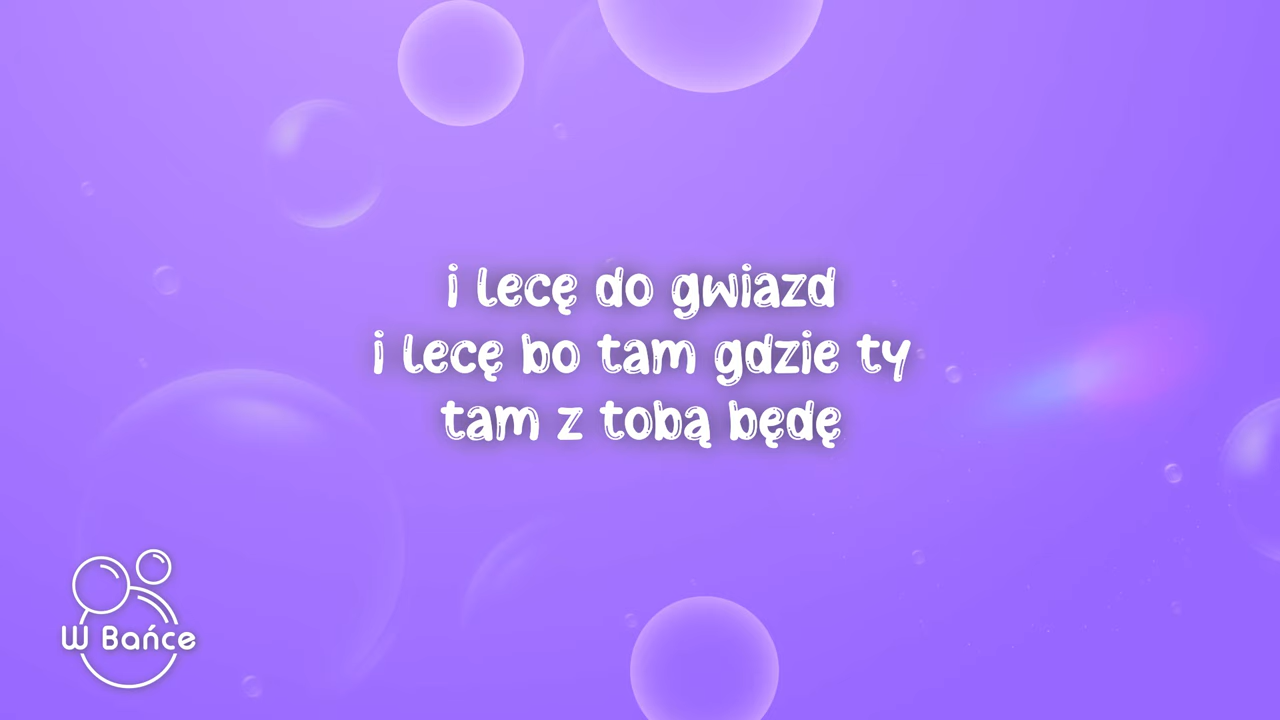 i lecę do gwiazd
i lecę bo tam gdzie ty
tam z tobą będę
W Bańce